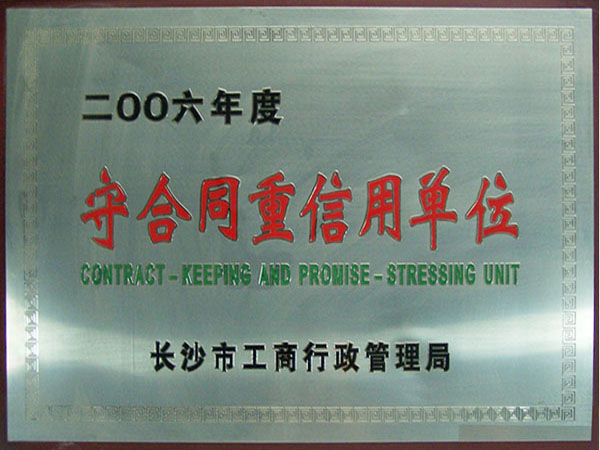 二OO六年度
守合同重信用单位
CONTRACT-KEEPING AND PROMISE-STRESSING UNIT
长沙市工商行政管理局